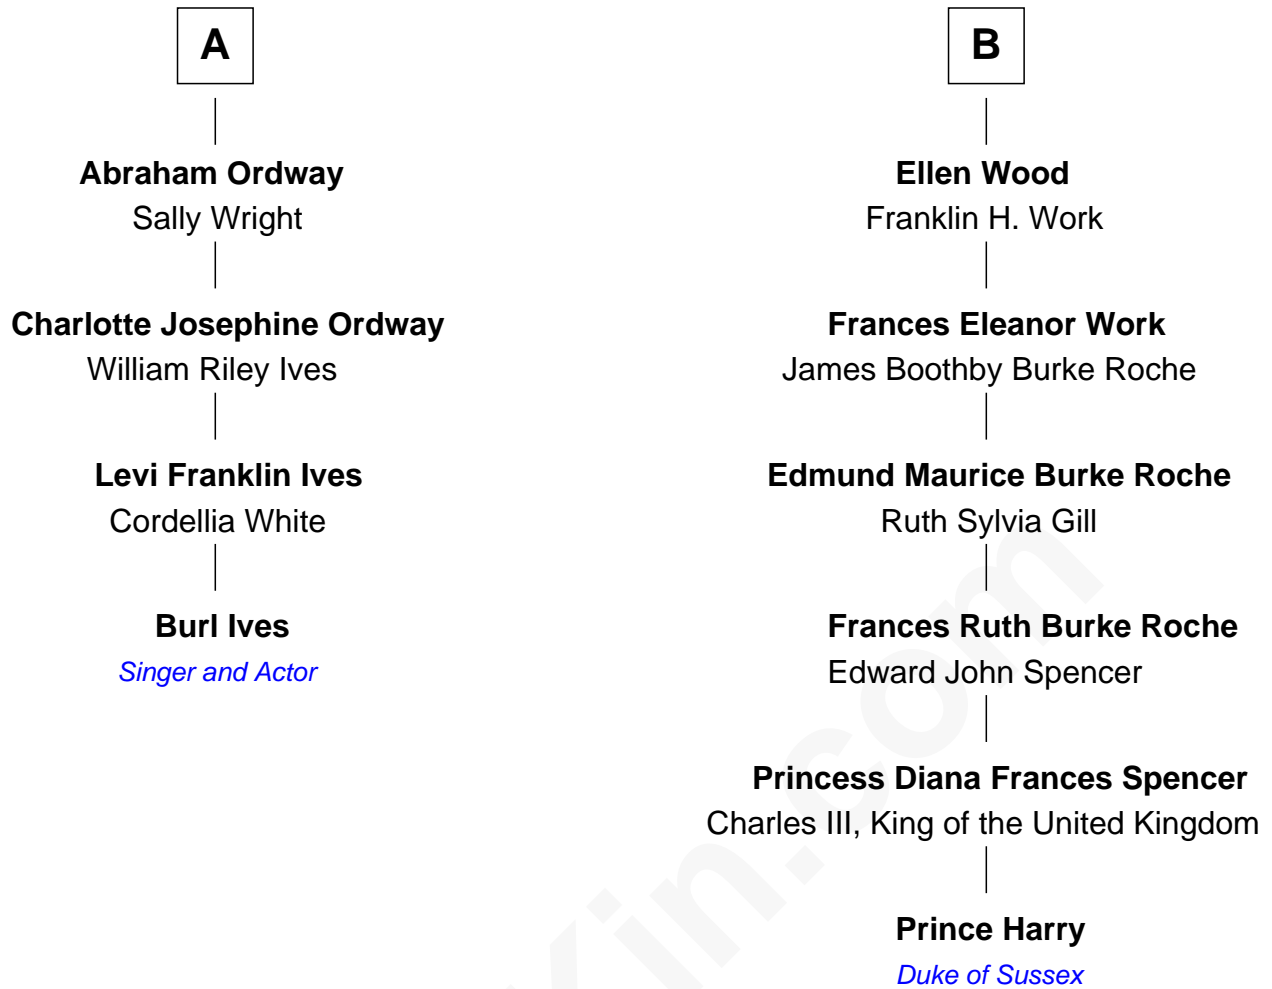 A
Abraham Ordway
Sally Wright
Charlotte Josephine Ordway
William Riley Ives
Levi Franklin Ives
Cordellia White
Burl Ives
Singer and Actor
B
Ellen Wood
Franklin H. Work
Frances Eleanor Work
James Boothby Burke Roche
Edmund Maurice Burke Roche
Ruth Sylvia Gill
Frances Ruth Burke Roche
Edward John Spencer
Princess Diana Frances Spencer
Charles III, King of the United Kingdom
Prince Harry
Duke of Sussex
Kin.com